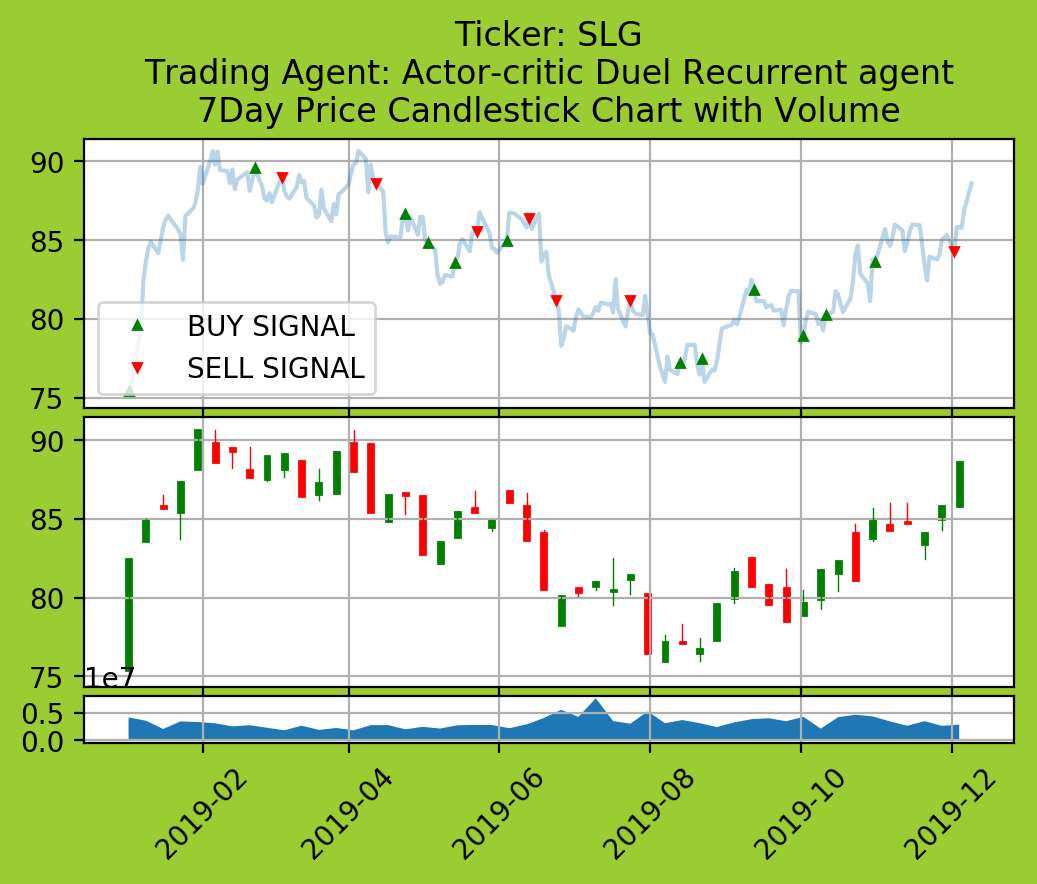 Ticker: SLG
Trading Agent: Actor-critic Duel Recurrent agent
7Day Price Candlestick Chart with Volume
90
85
80
75
BUY SIGNAL
SELL SIGNAL
90
85
80
75
1e7
0.5
0.0
2019-02
2019-04
2019-06
2019-08
2019-10
2019-12